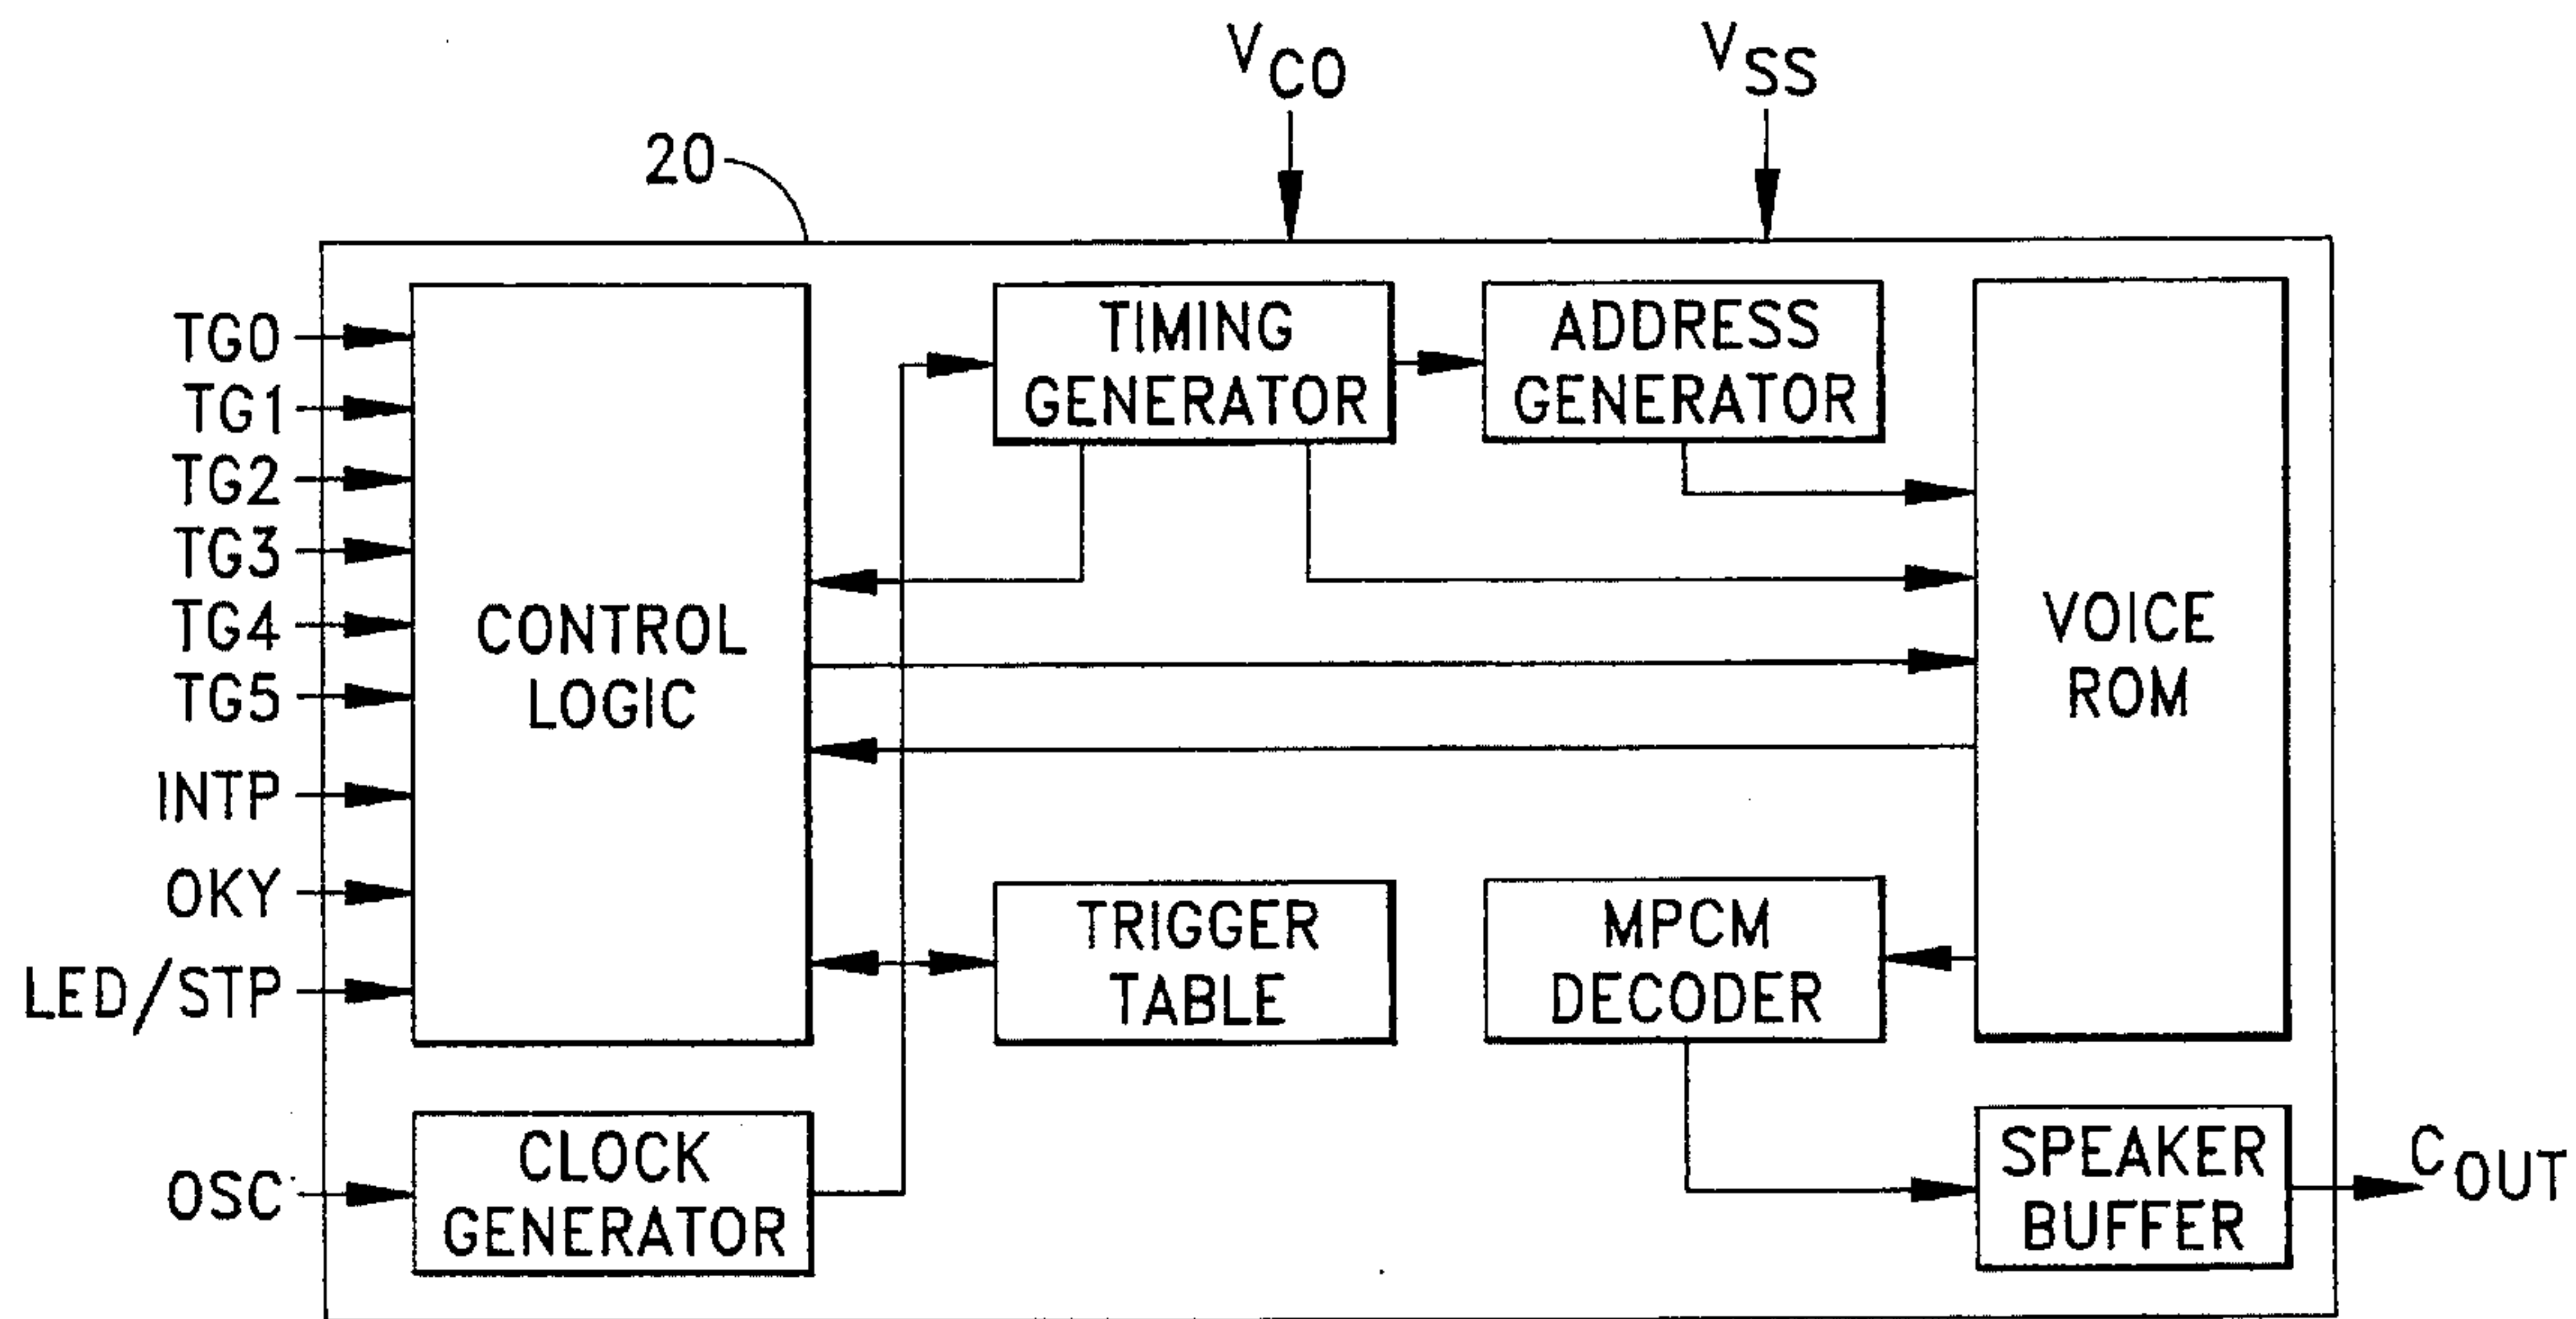 V_CO
V_SS
20
TG0
TG1
TG2
TG3
TG4
TG5
INTP
OKY
LED/STP
OSC
CONTROL
LOGIC
TIMING
GENERATOR
ADDRESS
GENERATOR
VOICE
ROM
TRIGGER
TABLE
MPCM
DECODER
CLOCK
GENERATOR
SPEAKER
BUFFER
C_OUT